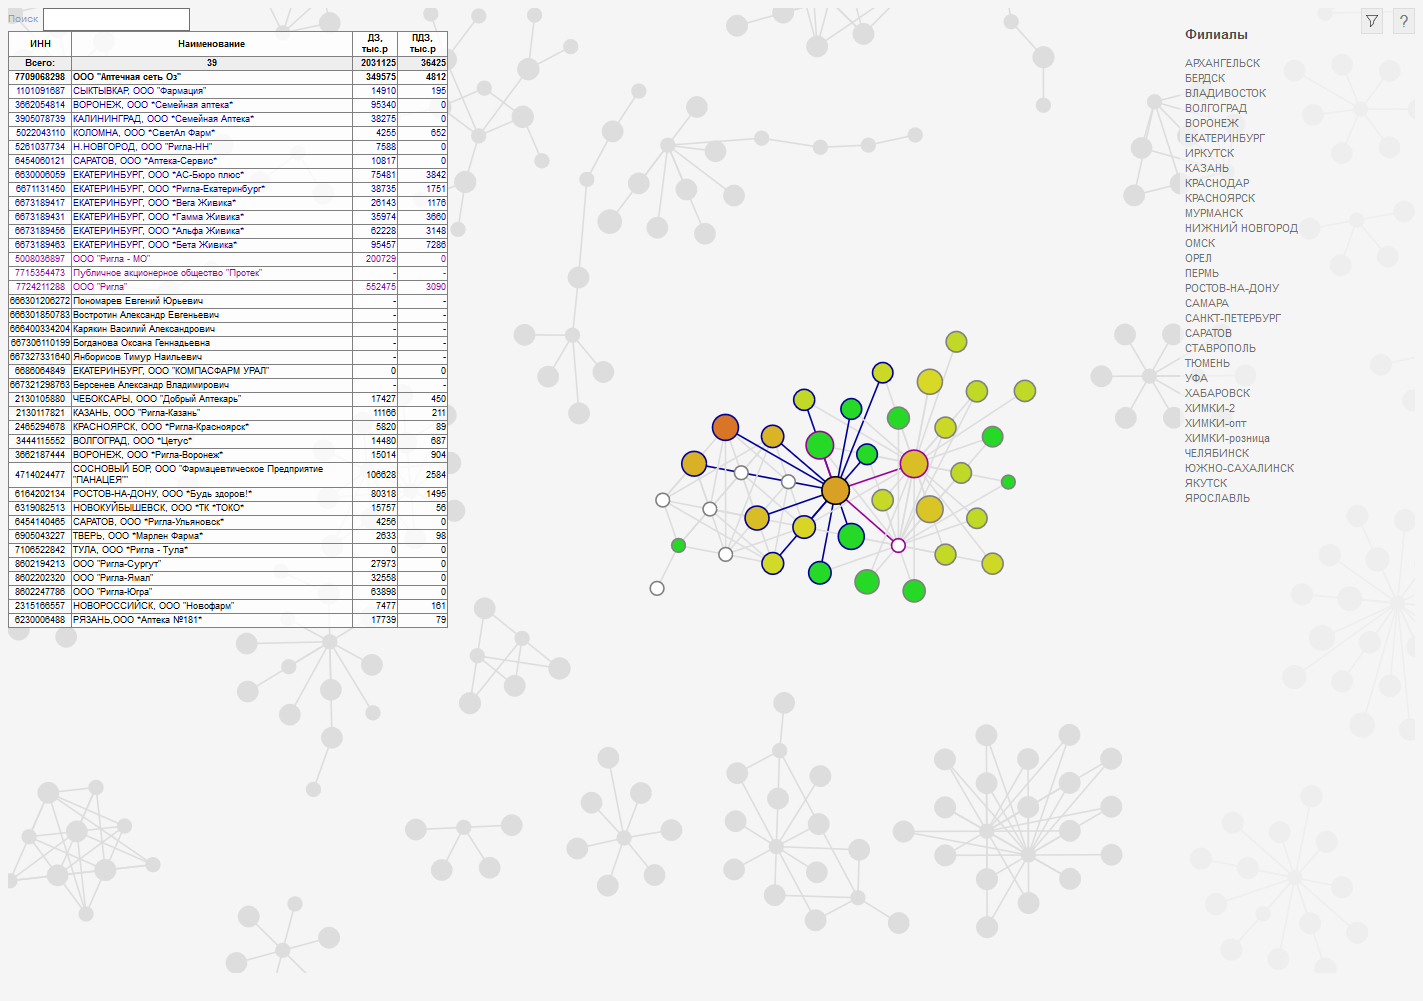 Поиск
ИНН Наименование ДЗ, тыс.р ПДЗ, тыс.р
Всего: 39 2031125 36425
7709068298 ООО "Аптечная сеть Оз" 349575 4812
1101091687 СЫКТЫВКАР, ООО "Фармация" 14910 195
3662054814 ВОРОНЕЖ, ООО *Семейная аптека* 95340 0
3905078739 КАЛИНИНГРАД, ООО *Семейная Аптека* 38275 0
5022043110 КОЛОМНА, ООО *СветАл Фарм* 4255 652
5261037734 Н.НОВГОРОД, ООО "Ригла-НН" 7588 0
6454060121 САРАТОВ, ООО *Аптека-Сервис* 10817 0
6630006059 ЕКАТЕРИНБУРГ, ООО *АС-Бюро плюс* 75481 3842
6671131450 ЕКАТЕРИНБУРГ, ООО *Ригла-Екатеринбург* 38735 1751
6673189417 ЕКАТЕРИНБУРГ, ООО *Вега Живика* 26143 1176
6673189431 ЕКАТЕРИНБУРГ, ООО *Гамма Живика* 35974 3660
6673189456 ЕКАТЕРИНБУРГ, ООО *Альфа Живика* 62228 3148
6673189463 ЕКАТЕРИНБУРГ, ООО *Бета Живика* 95457 7286
5008036897 ООО "Ригла - МО" 200729 0
7715354473 Публичное акционерное общество "Протек" - -
7724211288 ООО "Ригла" 552475 3090
666301206272 Пономарев Евгений Юрьевич - -
666301850783 Востротин Александр Евгеньевич - -
666400334204 Карякин Василий Александрович - -
667306110199 Богданова Оксана Геннадьевна - -
667327331640 Янборисов Тимур Наильевич - -
6686064849 ЕКАТЕРИНБУРГ, ООО "КОМПАСФАРМ УРАЛ" 0 0
667321298763 Берсенев Александр Владимирович - -
2130105880 ЧЕБОКСАРЫ, ООО "Добрый Аптекарь" 17427 450
2130117821 КАЗАНЬ, ООО "Ригла-Казань" 11166 211
2465294678 КРАСНОЯРСК, ООО *Ригла-Красноярск* 5820 89
3444115552 ВОЛГОГРАД, ООО *Цетус* 14480 687
3662187444 ВОРОНЕЖ, ООО *Ригла-Воронеж* 15014 904
4714024477 СОСНОВЫЙ БОР, ООО "Фармацевтическое Предприятие "ПАНАЦЕЯ"" 106628 2584
6164202134 РОСТОВ-НА-ДОНУ, ООО *Будь здоров!* 80318 1495
6319082513 НОВОКУЙБЫШЕВСК, ООО *ТК *ТОКО* 15757 56
6454140465 САРАТОВ, ООО *Ригла-Ульяновск* 4256 0
6905043227 ТВЕРЬ, ООО *Марлен Фарма* 2633 98
7106522842 ТУЛА, ООО *Ригла - Тула* 0 0
8602194213 ООО "Ригла-Сургут" 27973 0
8602202320 ООО "Ригла-Ямал" 32558 0
8602247786 ООО "Ригла-Югра" 63898 0
2315166557 НОВОРОССИЙСК, ООО "Новофарм" 7477 161
6230006488 РЯЗАНЬ,ООО *Аптека №181* 17739 79
?
Филиалы
АРХАНГЕЛЬСК
БЕРДСК
ВЛАДИВОСТОК
ВОЛГОГРАД
ВОРОНЕЖ
ЕКАТЕРИНБУРГ
ИРКУТСК
КАЗАНЬ
КРАСНОДАР
КРАСНОЯРСК
МУРМАНСК
НИЖНИЙ НОВГОРОД
ОМСК
ОРЕЛ
ПЕРМЬ
РОСТОВ-НА-ДОНУ
САМАРА
САНКТ-ПЕТЕРБУРГ
САРАТОВ
СТАВРОПОЛЬ
ТЮМЕНЬ
УФА
ХАБАРОВСК
ХИМКИ-2
ХИМКИ-опт
ХИМКИ-розница
ЧЕЛЯБИНСК
ЮЖНО-САХАЛИНСК
ЯКУТСК
ЯРОСЛАВЛЬ